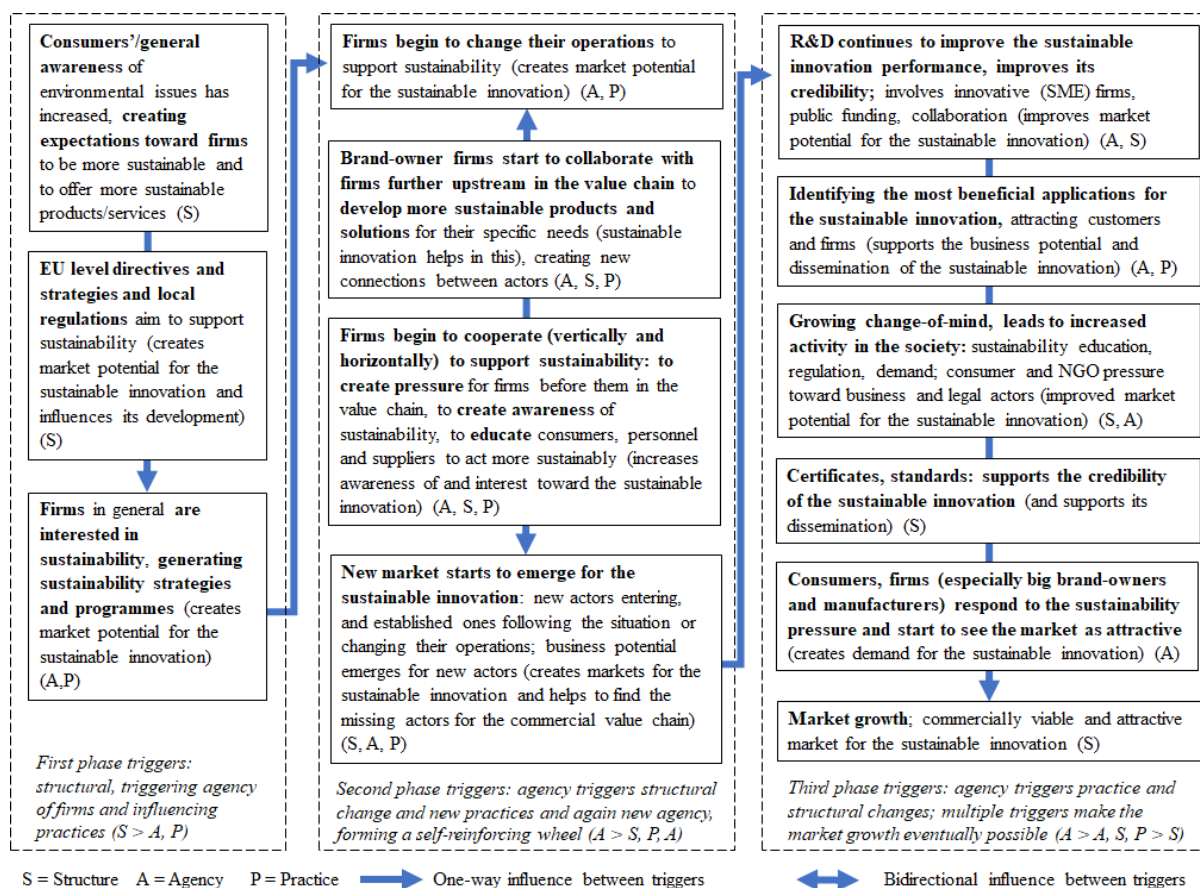 Consumers'/general
awareness of
environmental issues has
increased, creating
expectations toward firms
to be more sustainable and
to offer more sustainable
products/services (S)
EU level directives and
strategies and local
regulations aim to support
sustainability (creates
market potential for the
sustainable innovation and
influences its development)
(S)
Firms in general are
interested in
sustainability, generating
sustainability strategies
and programmes (creates
market potential for the
sustainable innovation)
(A,P)
First phase triggers:
structural, triggering agency
of firms and influencing
practices (S > A, P)
Firms begin to change their operations to
support sustainability (creates market potential
for the sustainable innovation) (A, P)
Brand-owner firms start to collaborate with
firms further upstream in the value chain to
develop more sustainable products and
solutions for their specific needs (sustainable
innovation helps in this), creating new
connections between actors (A, S, P)
Firms begin to cooperate (vertically and
horizontally) to support sustainability: to
create pressure for firms before them in the
value chain, to create awareness of
sustainability, to educate consumers, personnel
and suppliers to act more sustainably (increases
awareness of and interest toward the sustainable
innovation) (A, S, P)
New market starts to emerge for the
sustainable innovation: new actors entering,
and established ones following the situation or
changing their operations; business potential
emerges for new actors (creates markets for the
sustainable innovation and helps to find the
missing actors for the commercial value chain)
(S, A, P)
Second phase triggers: agency triggers structural
change and new practices and again new agency,
forming a self-reinforcing wheel (A > S, P, A)
R&D continues to improve the sustainable
innovation performance, improves its
credibility; involves innovative (SME) firms,
public funding, collaboration (improves market
potential for the sustainable innovation) (A, S)
Identifying the most beneficial applications for
the sustainable innovation, attracting customers
and firms (supports the business potential and
dissemination of the sustainable innovation) (A, P)
Growing change-of-mind, leads to increased
activity in the society: sustainability education,
regulation, demand; consumer and NGO pressure
toward business and legal actors (improved market
potential for the sustainable innovation) (S, A)
Certificates, standards: supports the credibility
of the sustainable innovation (and supports its
dissemination) (S)
Consumers, firms (especially big brand-owners
and manufacturers) respond to the sustainability
pressure and start to see the market as attractive
(creates demand for the sustainable innovation) (A)
Market growth; commercially viable and attractive
market for the sustainable innovation (S)
Third phase triggers: agency triggers practice and
structural changes; multiple triggers make the
market growth eventually possible (A > A, S, P > S)
S = Structure A = Agency P = Practice One-way influence between triggers Bidirectional influence between triggers